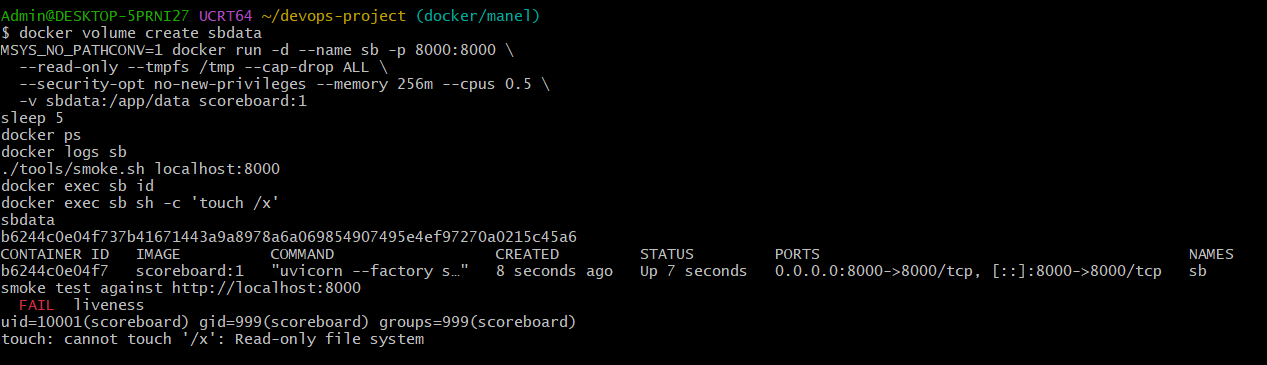 Admin@DESKTOP-5PRNI27 UCRT64 ~/devops-project (docker/manel)
$ docker volume create sbdata
MSYS_NO_PATHCONV=1 docker run -d --name sb -p 8000:8000 \
  --read-only --tmpfs /tmp --cap-drop ALL \
  --security-opt no-new-privileges --memory 256m --cpus 0.5 \
  -v sbdata:/app/data scoreboard:1
sleep 5
docker ps
docker logs sb
./tools/smoke.sh localhost:8000
docker exec sb id
docker exec sb sh -c 'touch /x'
sbdata
b6244c0e04f737b41671443a9a8978a6a069854907495e4ef97270a0215c45a6
CONTAINER ID   IMAGE          COMMAND                  CREATED         STATUS         PORTS                                         NAMES
b6244c0e04f7   scoreboard:1   "uvicorn --factory s…"   8 seconds ago   Up 7 seconds   0.0.0.0:8000->8000/tcp, [::]:8000->8000/tcp   sb
smoke test against http://localhost:8000
  FAIL  liveness
uid=10001(scoreboard) gid=999(scoreboard) groups=999(scoreboard)
touch: cannot touch '/x': Read-only file system